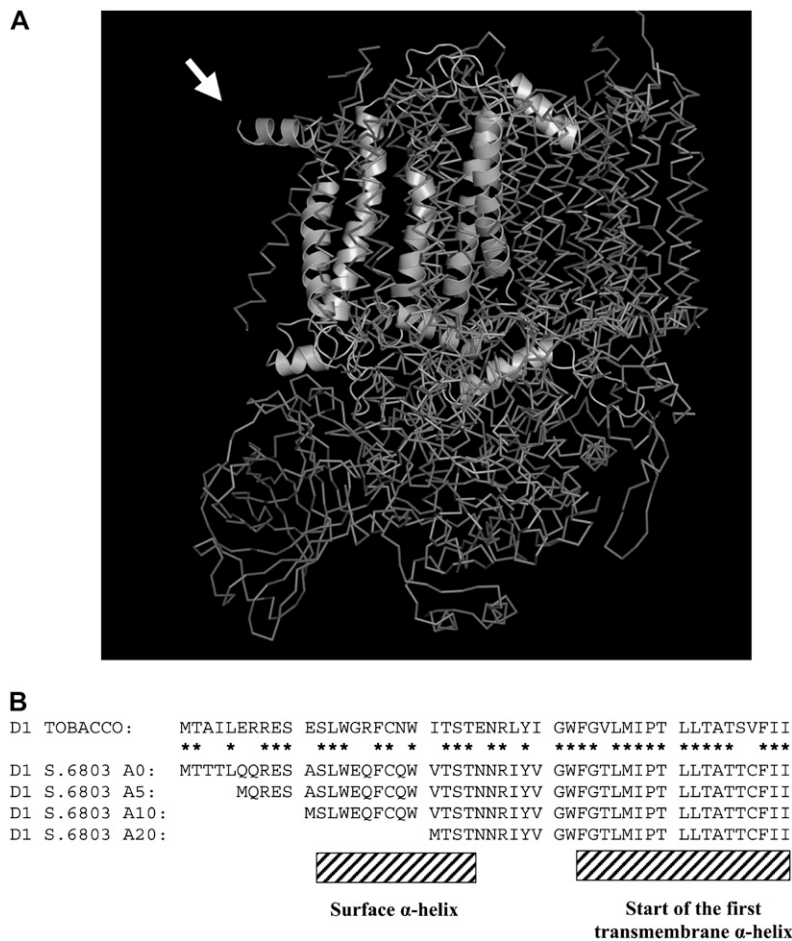 A
B
D1 TOBACCO: MTAILERRES ESLWGRFCNW ITSTENRLYI GWFGVLMIPT LLTATSVFII
** * *** *** ** * *** ** * **** ***** ***** ***
D1 S.6803 A0: MTTTLQQRES ASLWEQFCQW VTSTNNRIYV GWFGTLMIPT LLTATTCFII
D1 S.6803 A5: MQRES ASLWEQFCQW VTSTNNRIYV GWFGTLMIPT LLTATTCFII
D1 S.6803 A10: MSLWEQFCQW VTSTNNRIYV GWFGTLMIPT LLTATTCFII
D1 S.6803 A20: MTSTNNRIYV GWFGTLMIPT LLTATTCFII
Surface α-helix
Start of the first
transmembrane α-helix